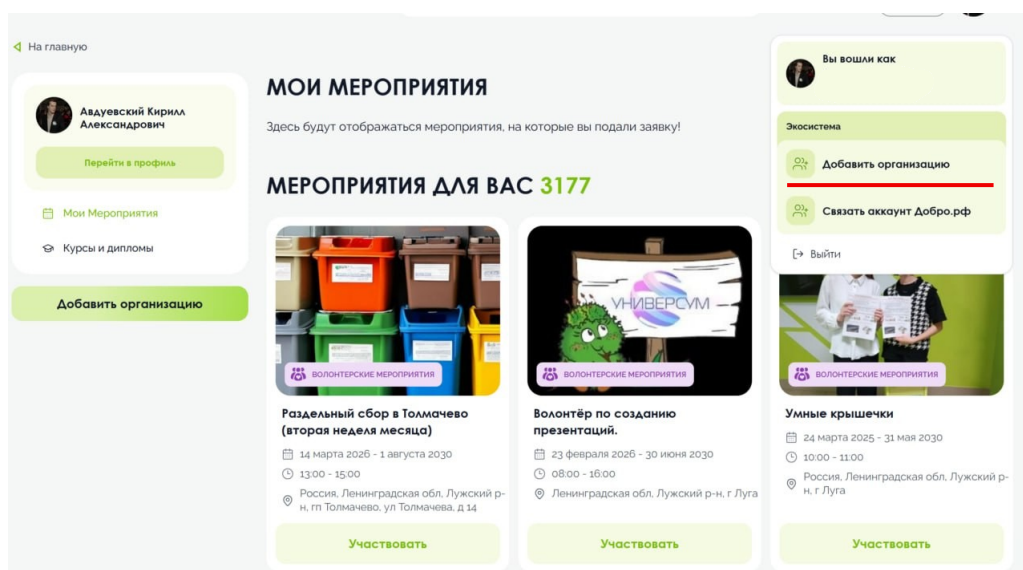 На главную
Авдуевский Кирилл
Александрович
Перейти в профиль
Мои Мероприятия
Курсы и дипломы
Добавить организацию
МОИ МЕРОПРИЯТИЯ
Здесь будут отображаться мероприятия, на которые вы подали заявку!
МЕРОПРИЯТИЯ ДЛЯ ВАС 3177
Вы вошли как
Экосистема
Добавить организацию
Связать аккаунт Добро.рф
Выйти
ВОЛОНТЕРСКИЕ МЕРОПРИЯТИЯ
Раздельный сбор в Толмачево
(вторая неделя месяца)
14 марта 2026 - 1 августа 2030
13:00 - 15:00
Россия, Ленинградская обл, Лужский р-
н, гп Толмачево, ул Толмачева, д 14
Участвовать
УНИВЕРСУМ
ВОЛОНТЕРСКИЕ МЕРОПРИЯТИЯ
Волонтёр по созданию
презентаций.
23 февраля 2026 - 30 июня 2030
08:00 - 16:00
Ленинградская обл, Лужский р-н, г Луга
Участвовать
ВОЛОНТЕРСКИЕ МЕРОПРИЯТИЯ
Умные крышечки
24 марта 2025 - 31 мая 2030
10:00 - 11:00
Россия, Ленинградская обл, Лужский р-
н, г Луга
Участвовать